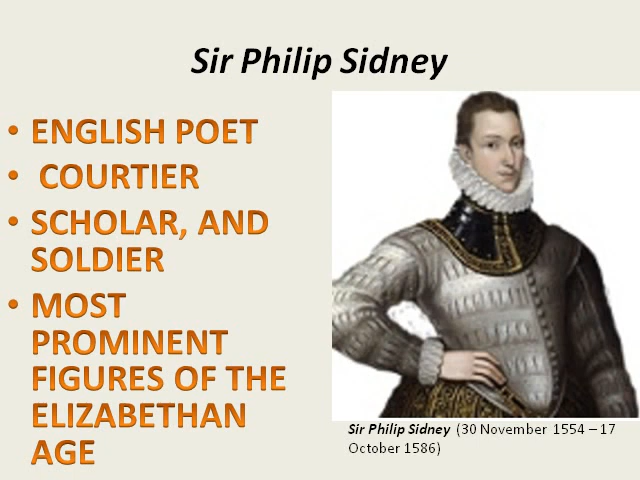 Sir Philip Sidney
• ENGLISH POET
• COURTIER
• SCHOLAR, AND
SOLDIER
• MOST
PROMINENT
FIGURES OF THE
ELIZABETHAN
AGE
Sir Philip Sidney (30 November 1554 – 17
October 1586)